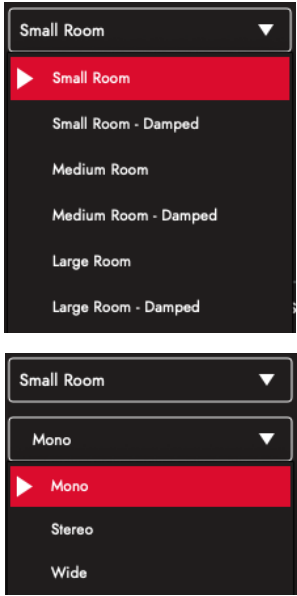 Small Room
Small Room
Small Room - Damped
Medium Room
Medium Room - Damped
Large Room
Large Room - Damped
Small Room
Mono
Mono
Stereo
Wide